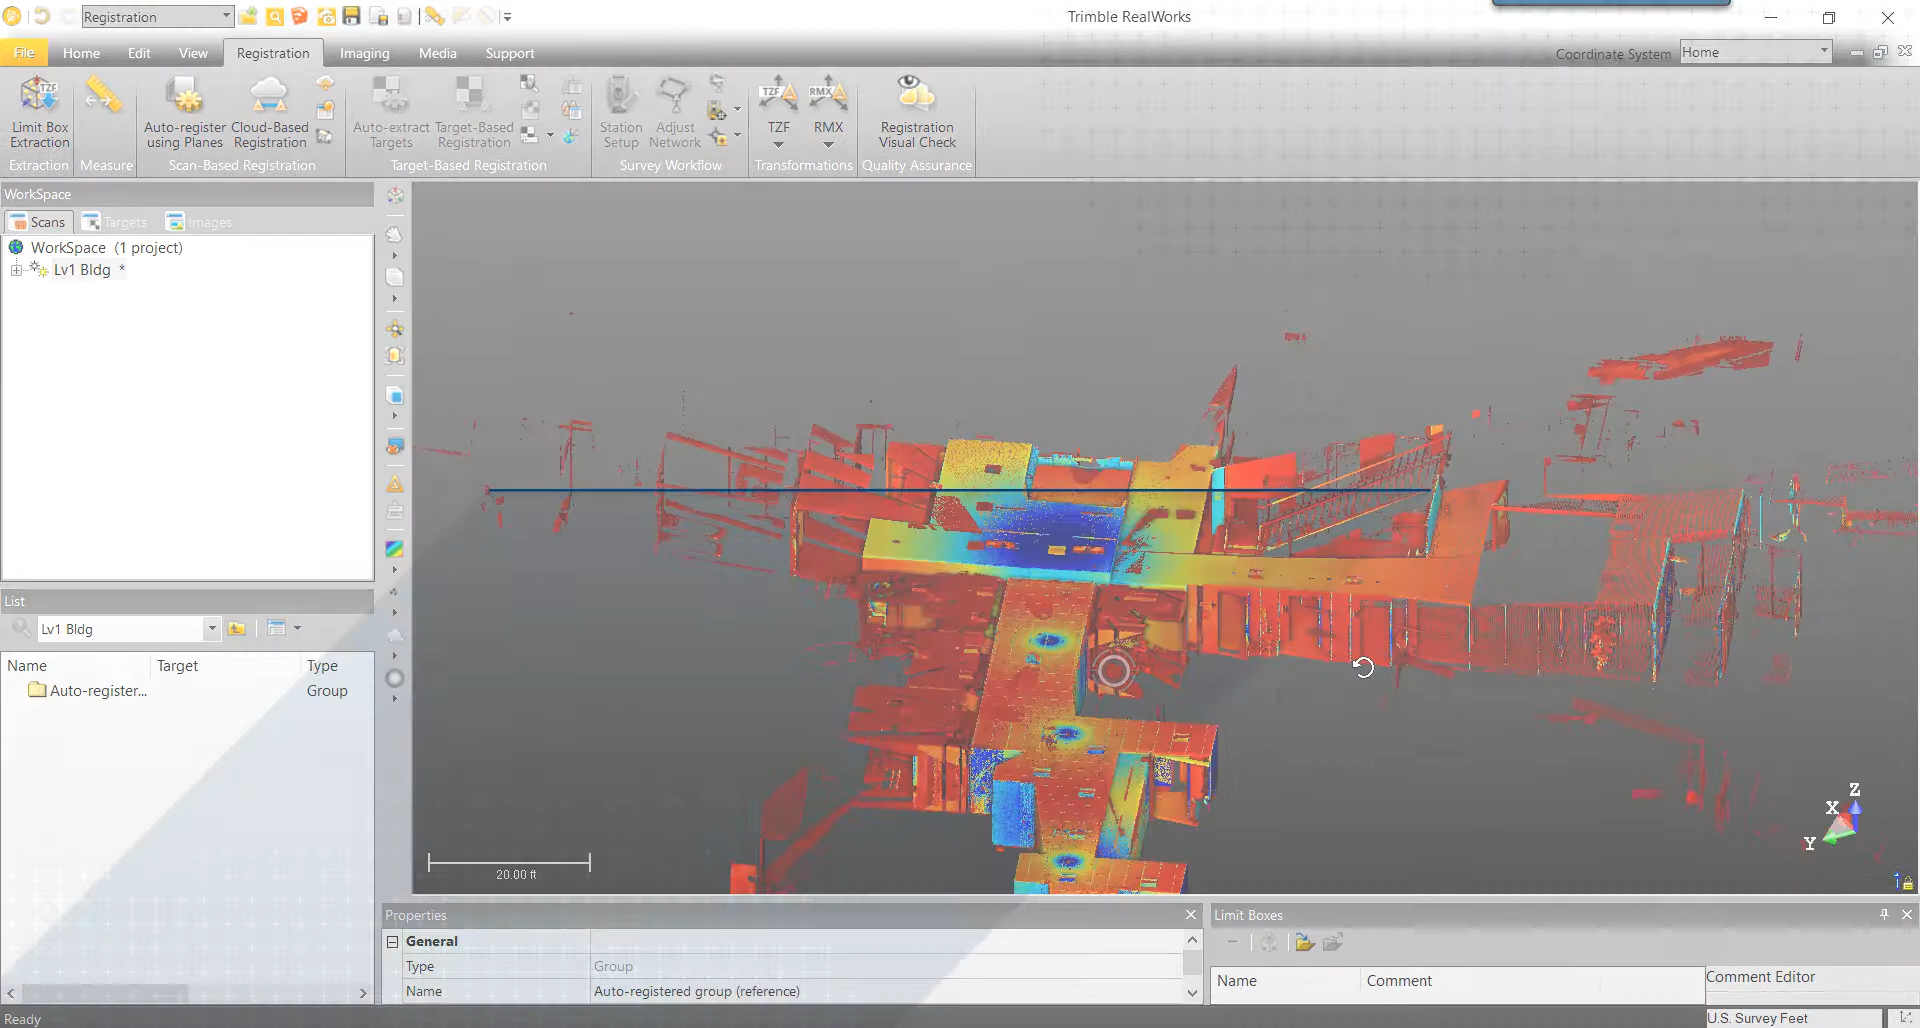 Registration
Trimble RealWorks
File
Home
Edit
View
Registration
Imaging
Media
Support
Coordinate System
Home
TZF
TZF
RMX
Limit Box
Extraction
Auto-register
using Planes
Cloud-Based
Registration
Auto-extract
Targets
Target-Based
Registration
Station
Setup
Adjust
Network
TZF
RMX
Registration
Visual Check
Extraction
Measure
Scan-Based Registration
Target-Based Registration
Survey Workflow
Transformations
Quality Assurance
WorkSpace
Scans
Targets
Images
WorkSpace (1 project)
Lv1 Bldg *
List
Lv1 Bldg
Name
Target
Type
Auto-register...
Group
20.00 ft
Z
X
Y
Properties
General
Type
Group
Name
Auto-registered group (reference)
Limit Boxes
Name
Comment
Comment Editor
Ready
U.S. Survey Feet